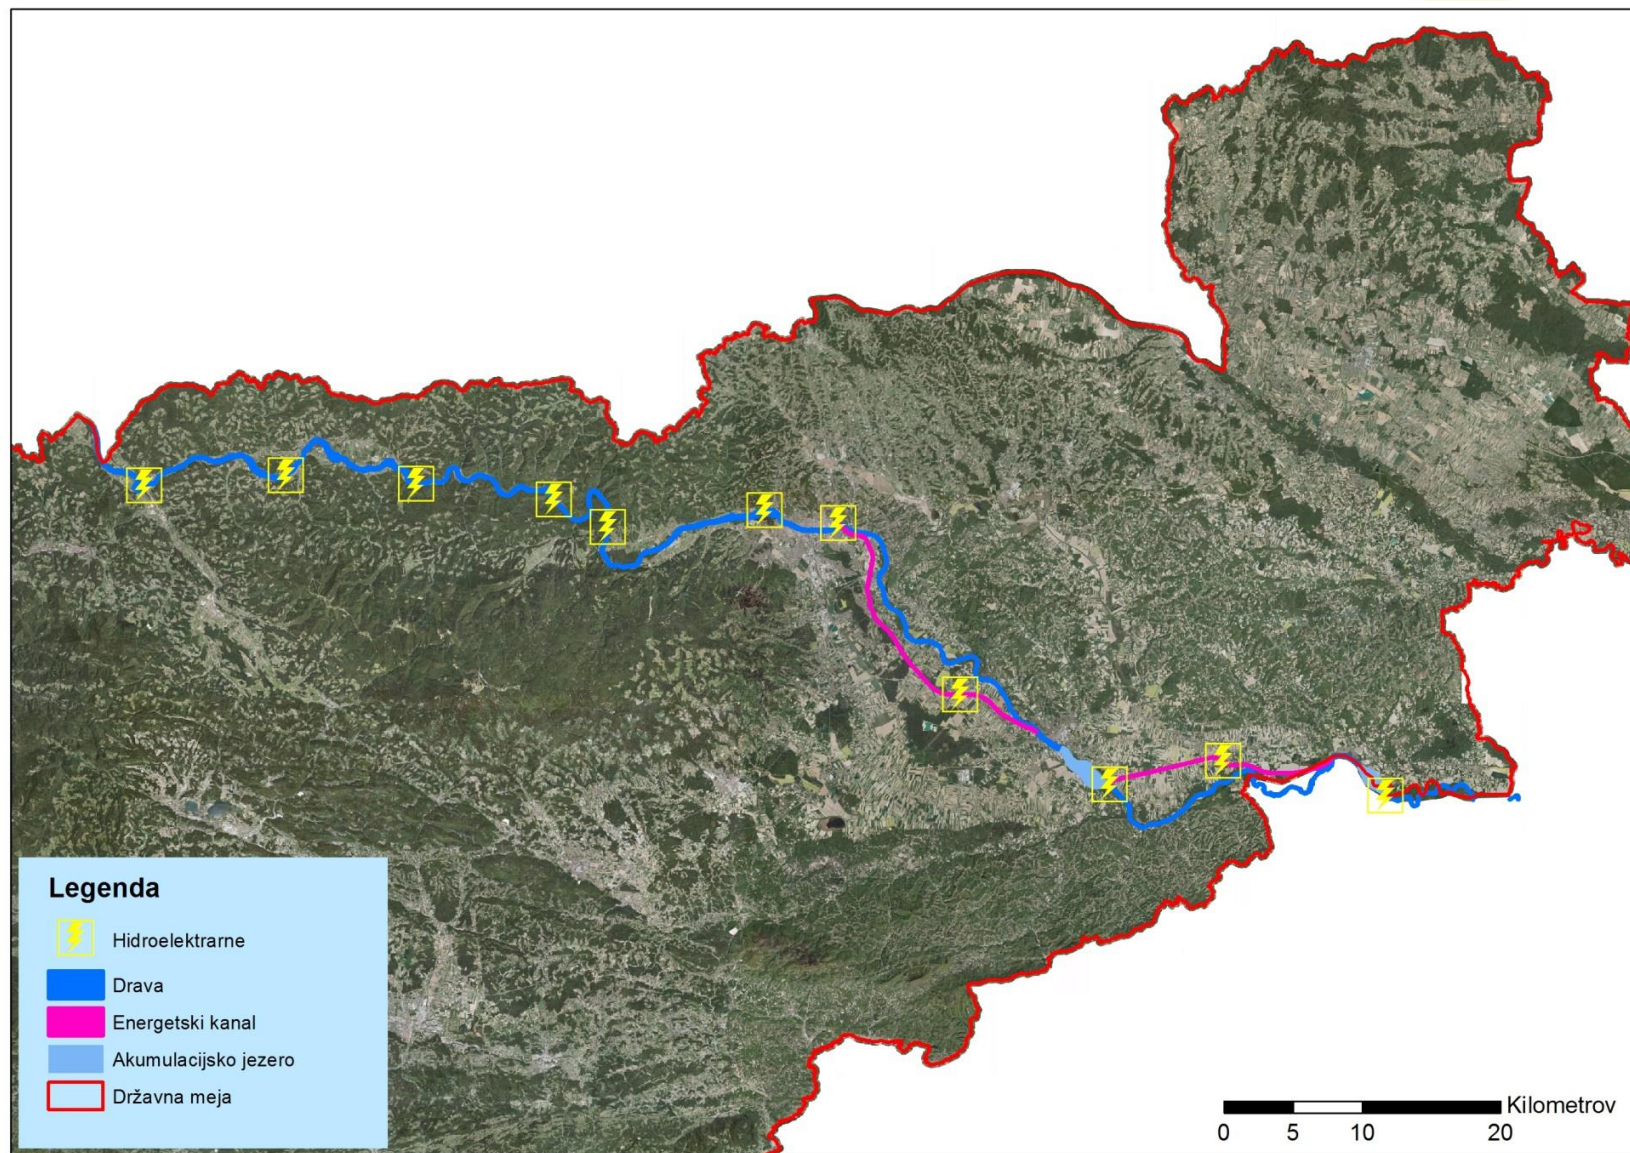 Legenda
Hidroelektrarne
Drava
Energetski kanal
Akumulacijsko jezero
Državna meja
Kilometrov
0 5 10 20